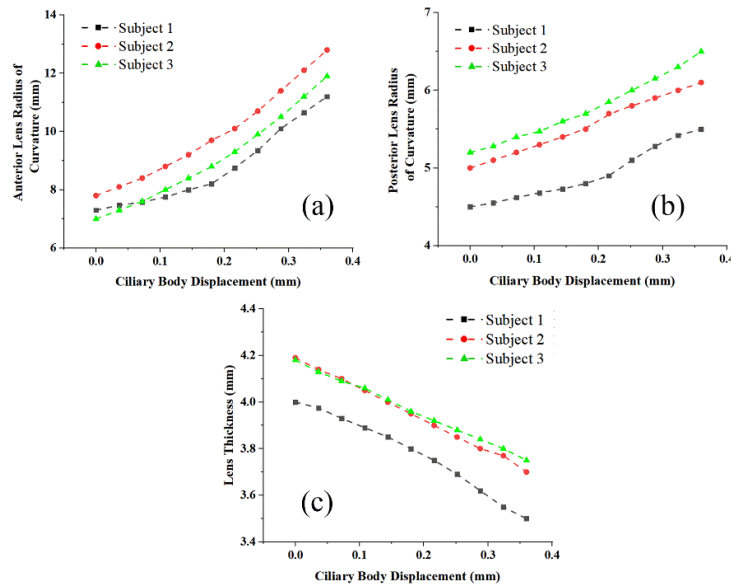 14
12
10
8
6
Anterior Lens Radius of
Curvature (mm)
Subject 1
Subject 2
Subject 3
(a)
0.0 0.1 0.2 0.3 0.4
Ciliary Body Displacement (mm)
7
6
5
4
Posterior Lens Radius
of Curvature (mm)
Subject 1
Subject 2
Subject 3
(b)
0.0 0.1 0.2 0.3 0.4
Ciliary Body Displacement (mm)
4.4
4.2
4.0
3.8
3.6
3.4
Lens Thickness (mm)
Subject 1
Subject 2
Subject 3
(c)
0.0 0.1 0.2 0.3 0.4
Ciliary Body Displacement (mm)